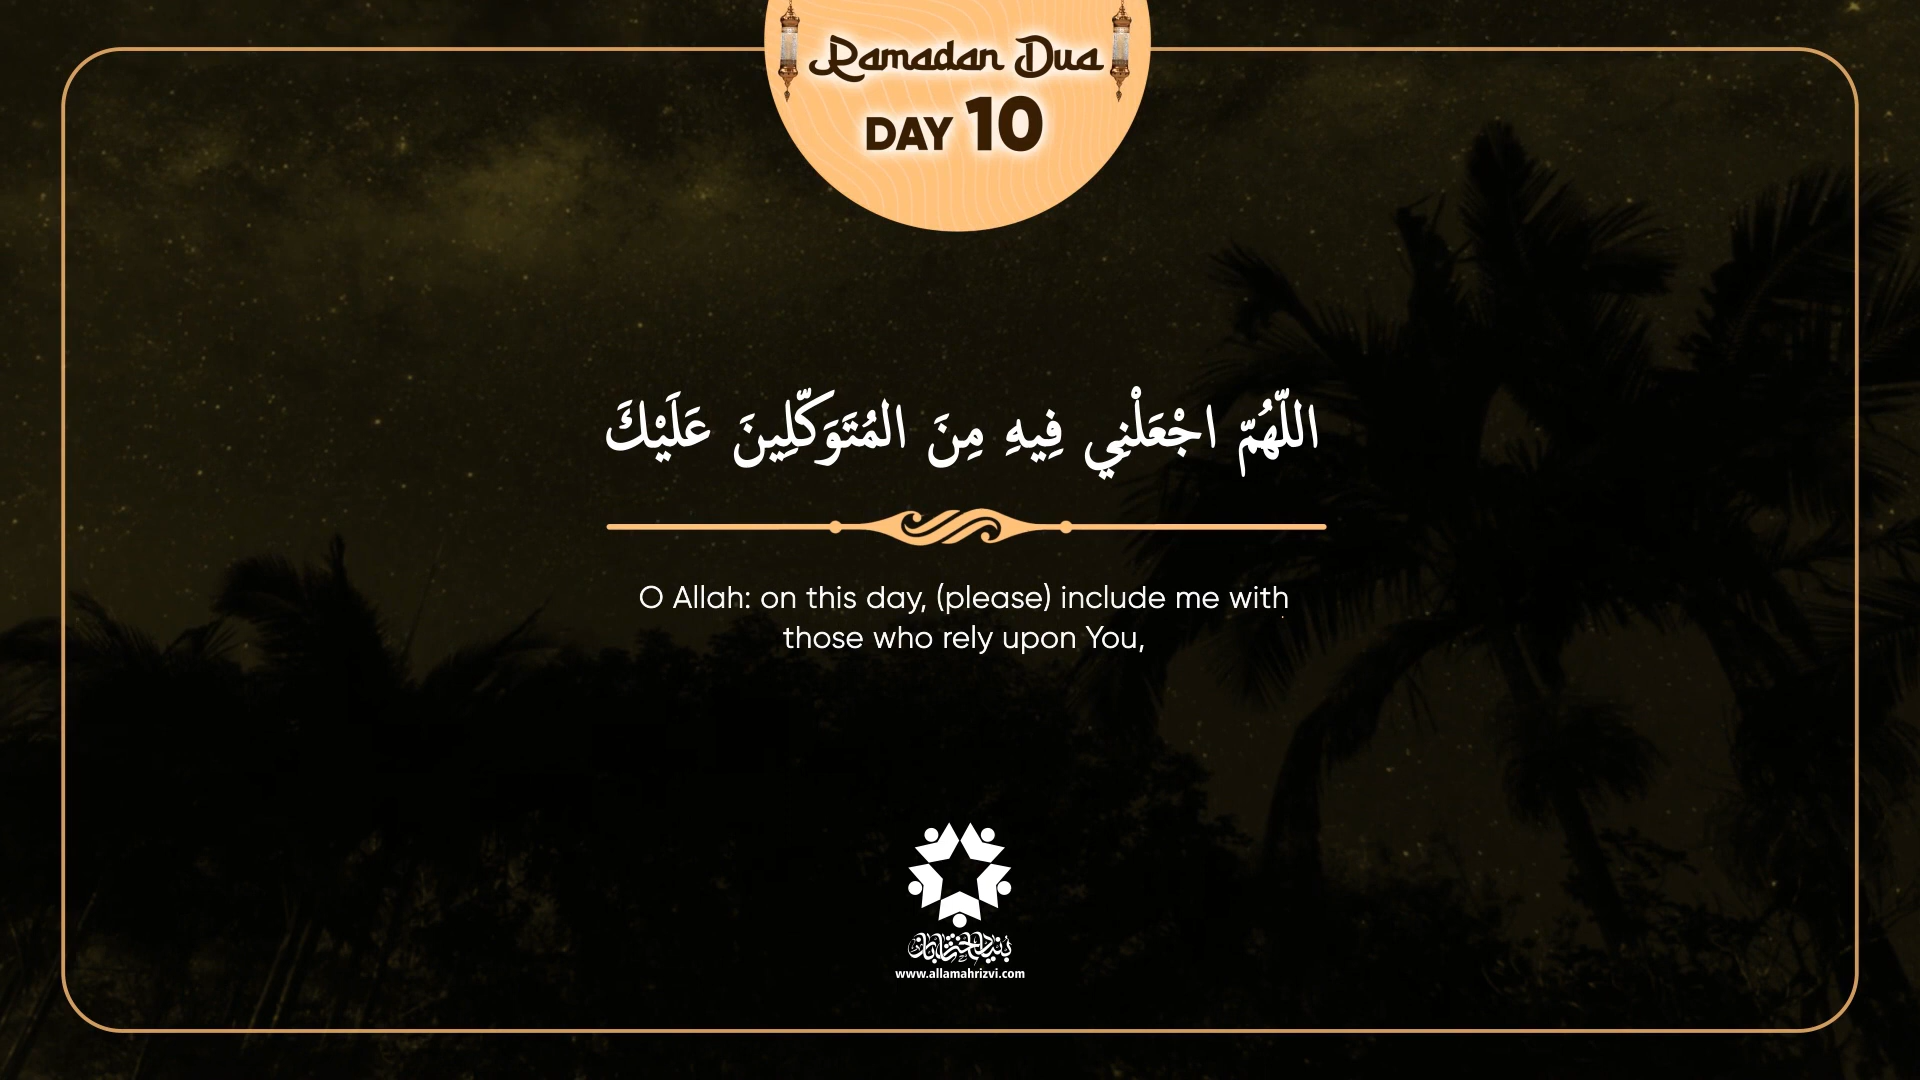 Ramadan Dua
DAY 10
اللّهُمّ اجْعَلْنِي فِيهِ مِنَ المُتَوَكّلِينَ عَلَيْكَ
O Allah: on this day, (please) include me with
those who rely upon You,
www.allamahrizvi.com